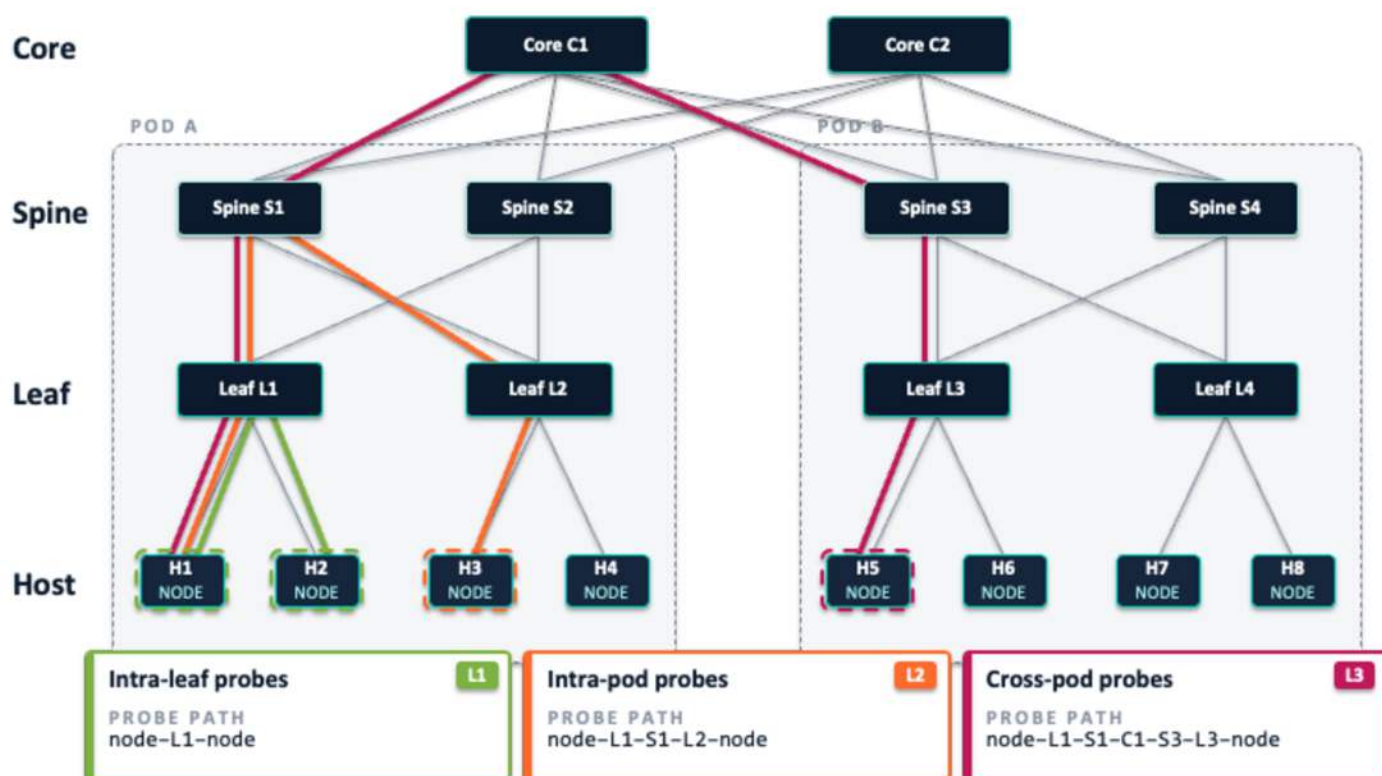 Core
Core C1
Core C2
POD A
POD B
Spine
Spine S1
Spine S2
Spine S3
Spine S4
Leaf
Leaf L1
Leaf L2
Leaf L3
Leaf L4
Host
H1
NODE
H2
NODE
H3
NODE
H4
NODE
H5
NODE
H6
NODE
H7
NODE
H8
NODE
Intra-leaf probes
L1
PROBE PATH
node-L1-node
Intra-pod probes
L2
PROBE PATH
node-L1-S1-L2-node
Cross-pod probes
L3
PROBE PATH
node-L1-S1-C1-S3-L3-node